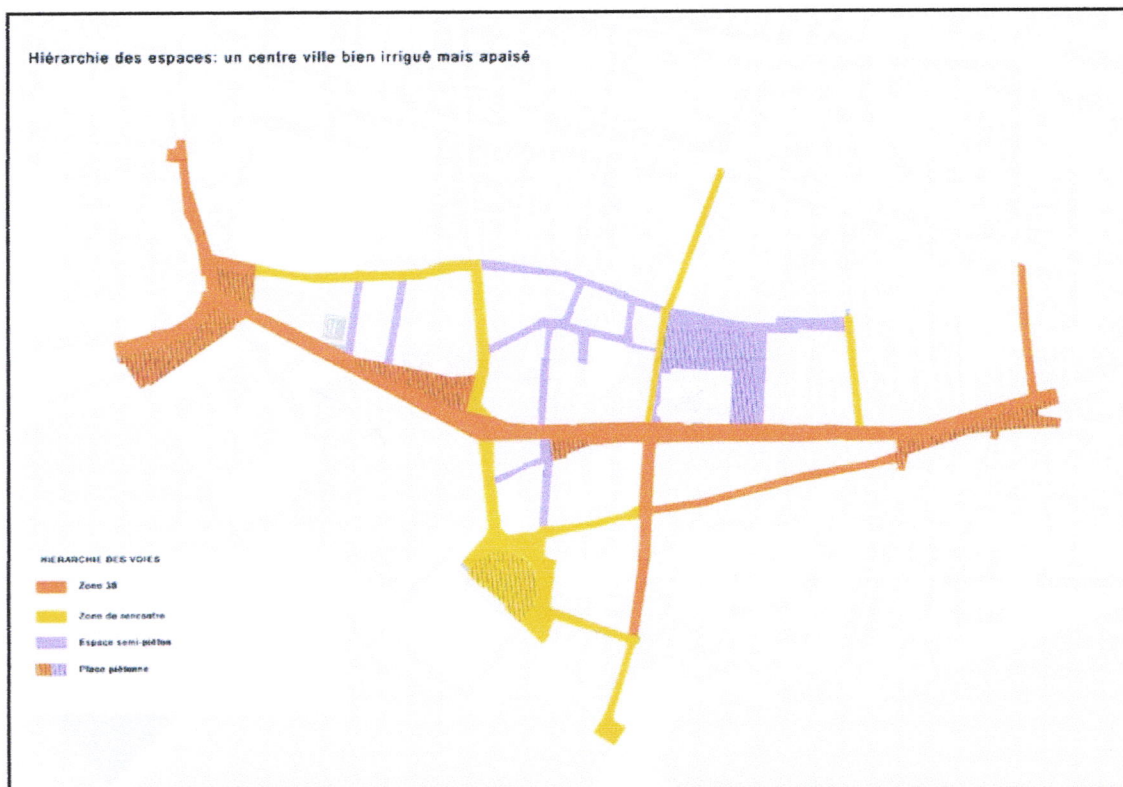 Hiérarchie des espaces: un centre ville bien irrigué mais apaisé
HIERARCHIE DES VOIES
Zone 30
Zone de rencontre
Espace semi-piéton
Place piétonne